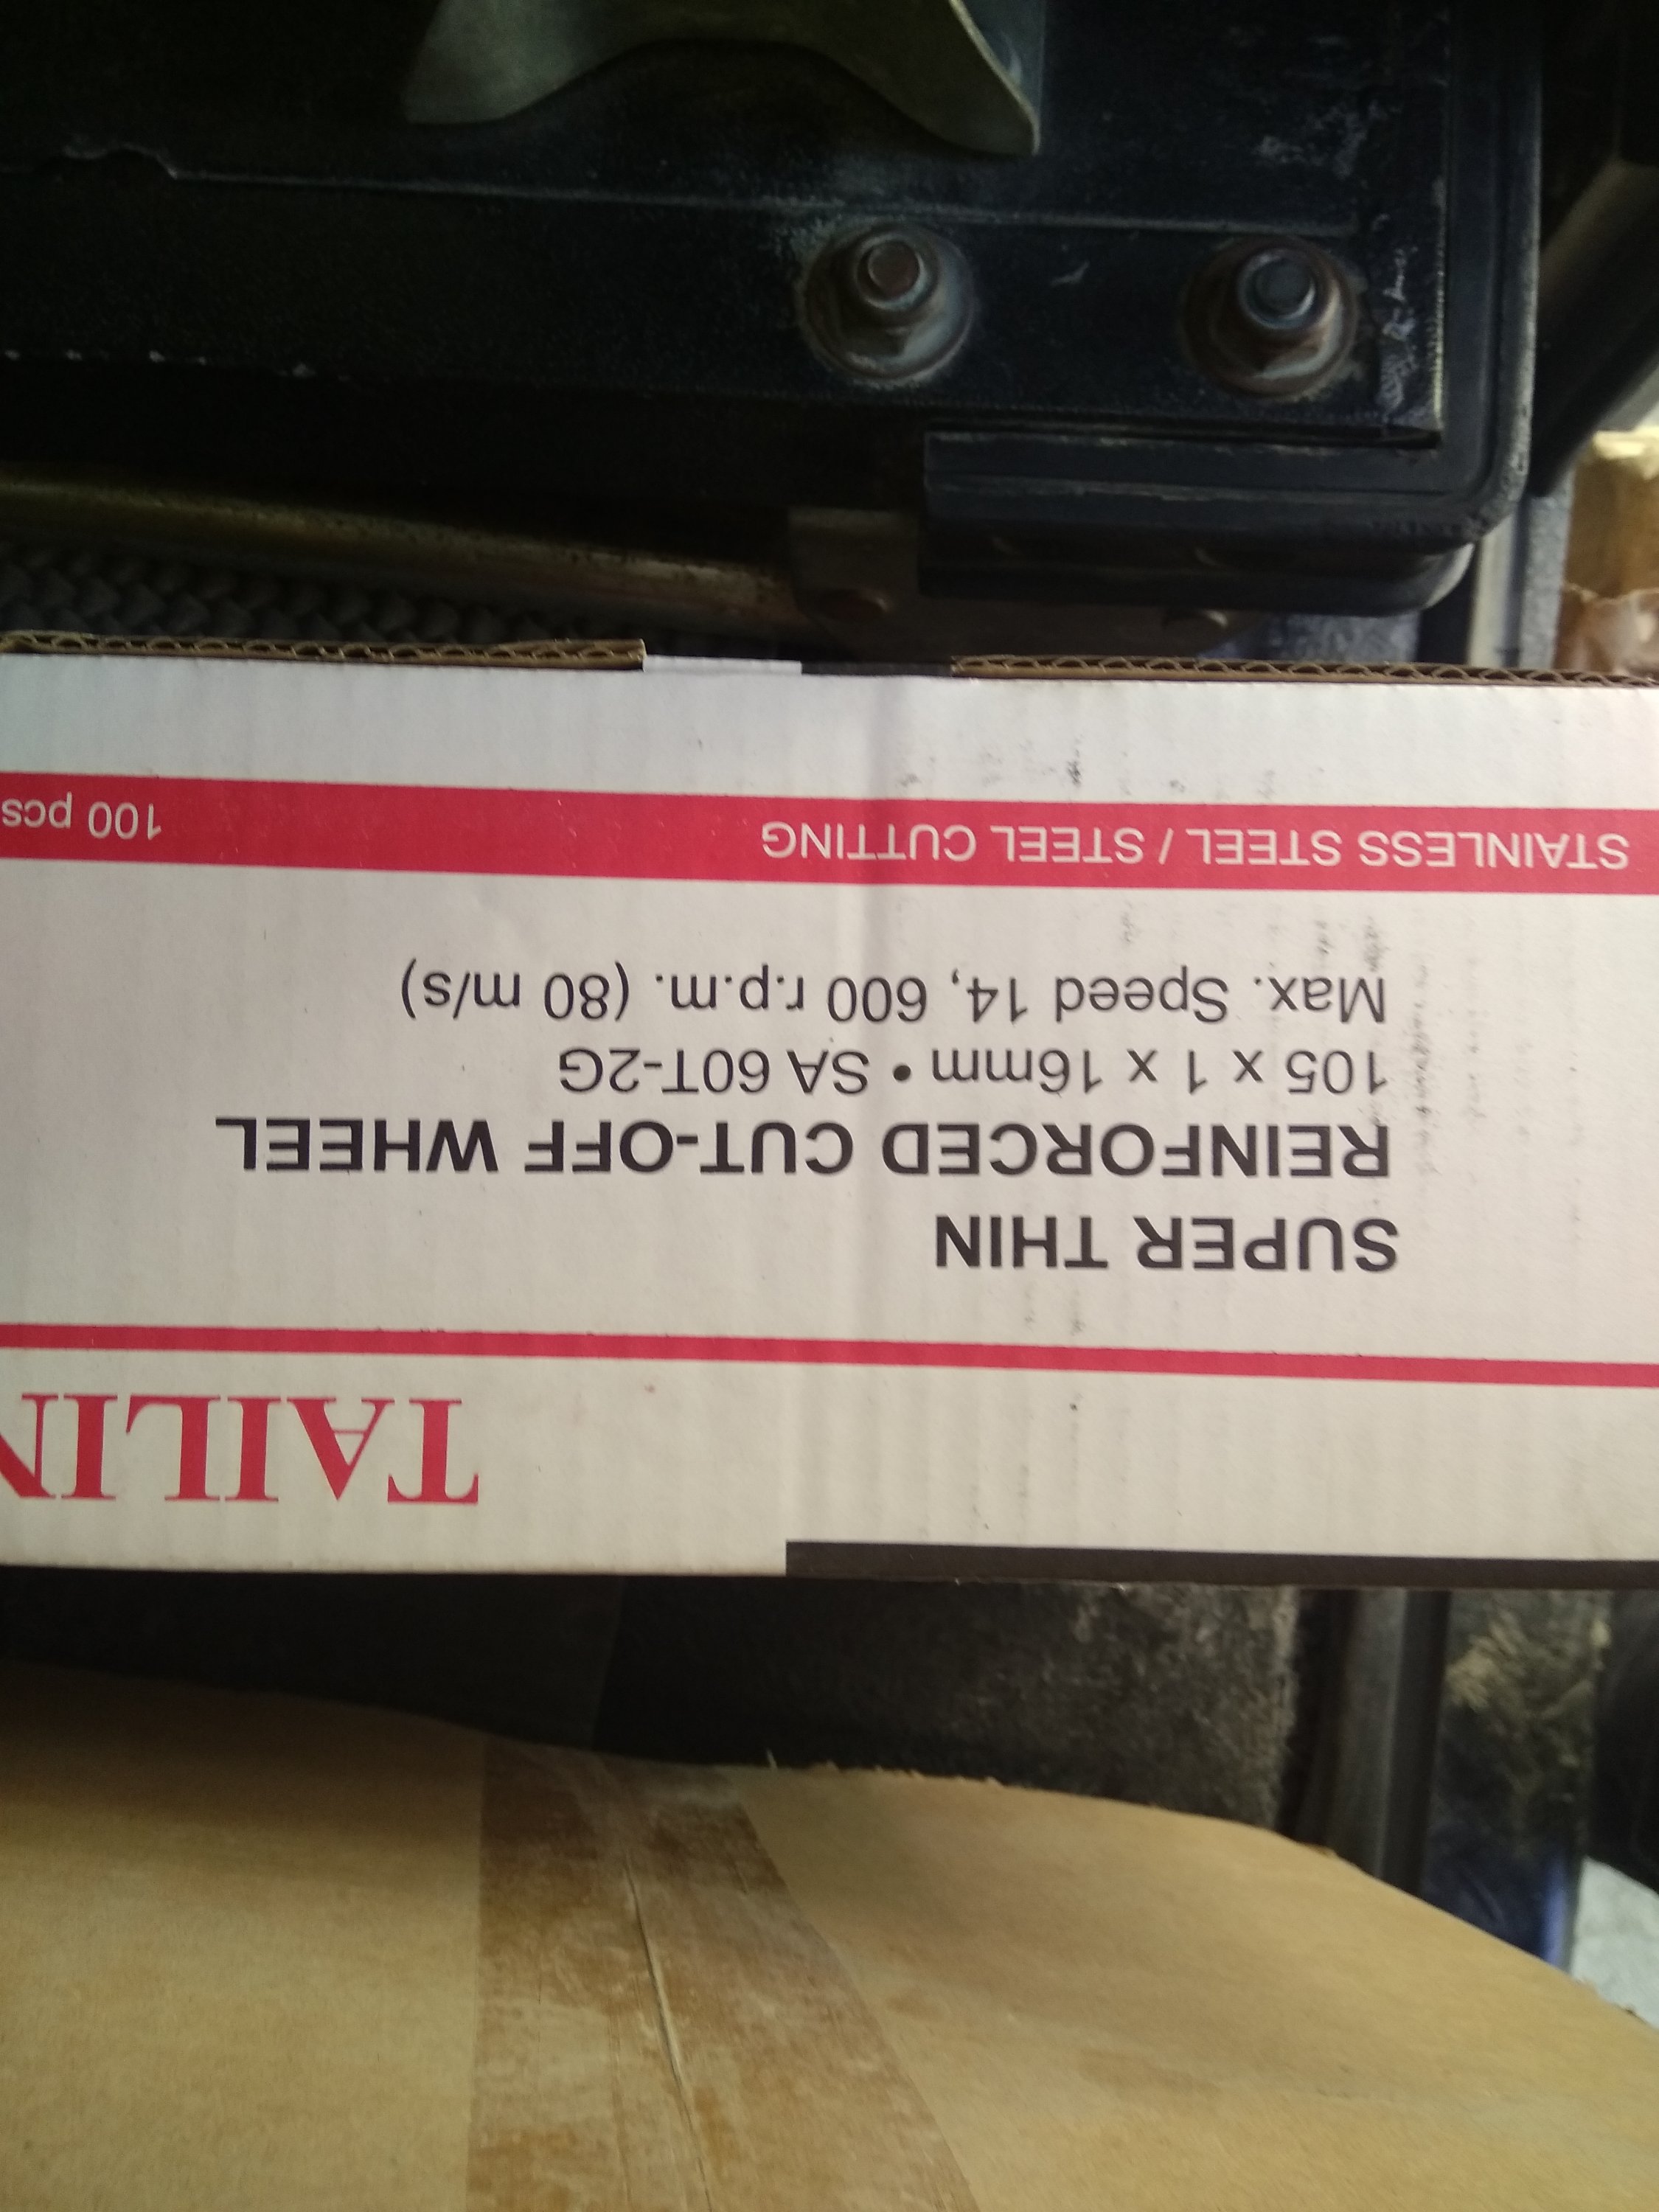 TAILIN
SUPER THIN
REINFORCED CUT-OFF WHEEL
105 x 1 x 16mm • SA 60T-2G
Max. Speed 14, 600 r.p.m. (80 m/s)
STAINLESS STEEL / STEEL CUTTING 100 pcs